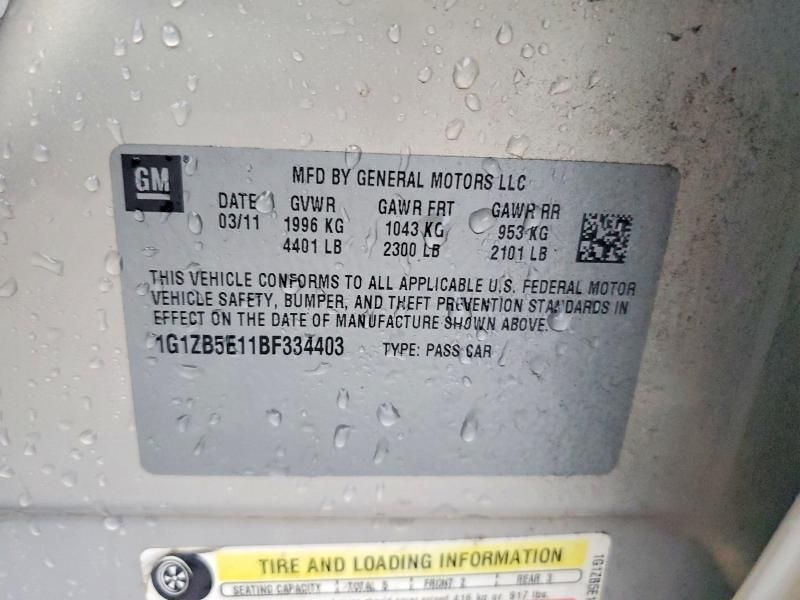 GM
MFD BY GENERAL MOTORS LLC
DATE GVWR GAWR FRT GAWR RR
03/11 1996 KG 1043 KG 953 KG
4401 LB 2300 LB 2101 LB
THIS VEHICLE CONFORMS TO ALL APPLICABLE U.S. FEDERAL MOTOR
VEHICLE SAFETY, BUMPER, AND THEFT PREVENTION STANDARDS IN
EFFECT ON THE DATE OF MANUFACTURE SHOWN ABOVE.
1G1ZB5E11BF334403 TYPE: PASS CAR
TIRE AND LOADING INFORMATION
SEATING CAPACITY TOTAL 5 FRONT 2 REAR 3
1G1ZB5E1